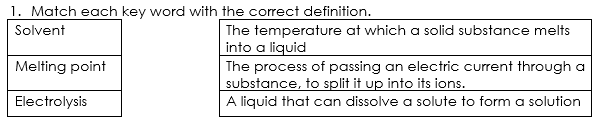 1. Match each key word with the correct definition.
Solvent
The temperature at which a solid substance melts
into a liquid
Melting point
The process of passing an electric current through a
substance, to split it up into its ions.
Electrolysis
A liquid that can dissolve a solute to form a solution